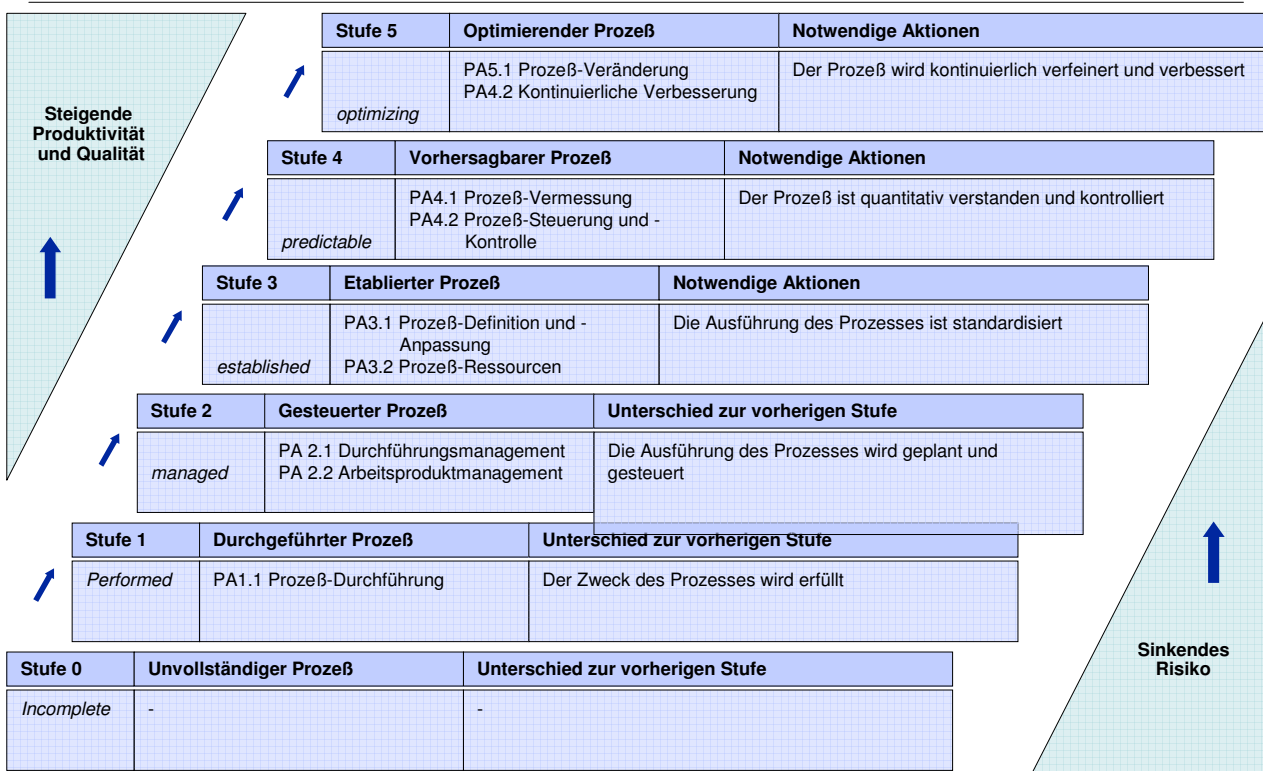 Stufe 5 Optimierender Prozeß Notwendige Aktionen
PA5.1 Prozeß-Veränderung Der Prozeß wird kontinuierlich verfeinert und verbessert
PA4.2 Kontinuierliche Verbesserung
optimizing
Steigende
Produktivität
und Qualität
Stufe 4 Vorhersagbarer Prozeß Notwendige Aktionen
PA4.1 Prozeß-Vermessung Der Prozeß ist quantitativ verstanden und kontrolliert
PA4.2 Prozeß-Steuerung und -
Kontrolle
predictable
Stufe 3 Etablierter Prozeß Notwendige Aktionen
PA3.1 Prozeß-Definition und - Die Ausführung des Prozesses ist standardisiert
Anpassung
established PA3.2 Prozeß-Ressourcen
Stufe 2 Gesteuerter Prozeß Unterschied zur vorherigen Stufe
PA 2.1 Durchführungsmanagement Die Ausführung des Prozesses wird geplant und
managed PA 2.2 Arbeitsproduktmanagement gesteuert
Stufe 1 Durchgeführter Prozeß Unterschied zur vorherigen Stufe
Performed PA1.1 Prozeß-Durchführung Der Zweck des Prozesses wird erfüllt
Sinkendes
Risiko
Stufe 0 Unvollständiger Prozeß Unterschied zur vorherigen Stufe
Incomplete - -